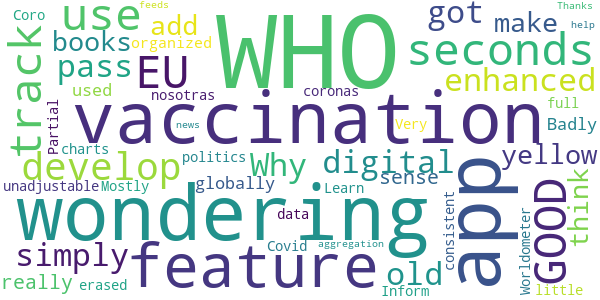 Coro
use
add
books
organized
WHO
got
make
feeds
Thanks
help
track
pass
EU
seconds
enhanced
used
nosotras
coronas
full
Partial
vaccination
Very
Badly
news
charts
politics
Why
digital
yellow
develop
unadjustable
Mostly
globally
Learn
sense
app
GOOD
think
wondering
data
consistent
Worldometer
simply
feature
Covid
aggregation
old
really
erased
Inform
little